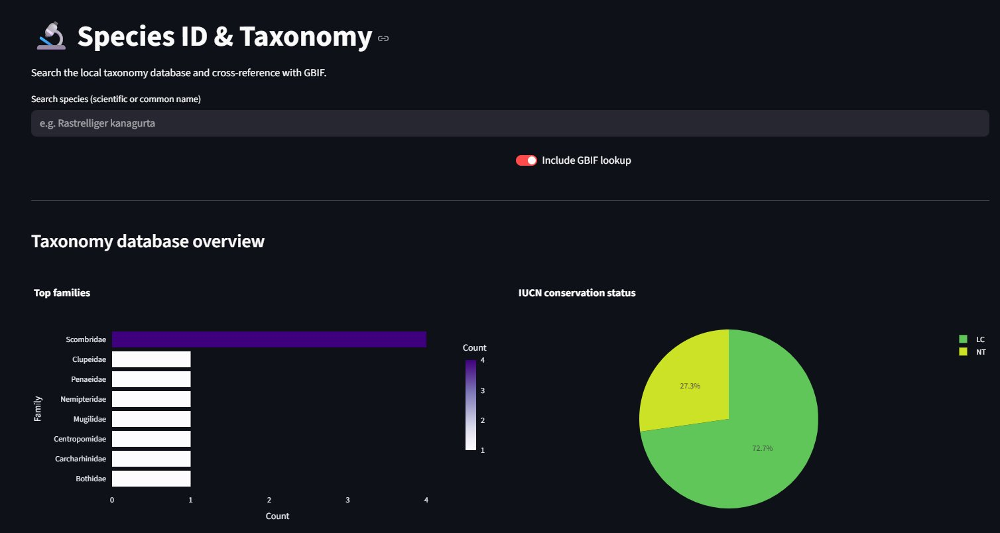 Species ID & Taxonomy
Search the local taxonomy database and cross-reference with GBIF.
Search species (scientific or common name)
e.g. Rastrelliger kanagurta
Include GBIF lookup
Taxonomy database overview
Top families
Family
Scombridae
Clupeidae
Penaeidae
Nemipteridae
Mugilidae
Centropomidae
Carcharhinidae
Bothidae
0 1 2 3 4
Count
Count
4
3
2
1
IUCN conservation status
27.3%
72.7%
LC
NT